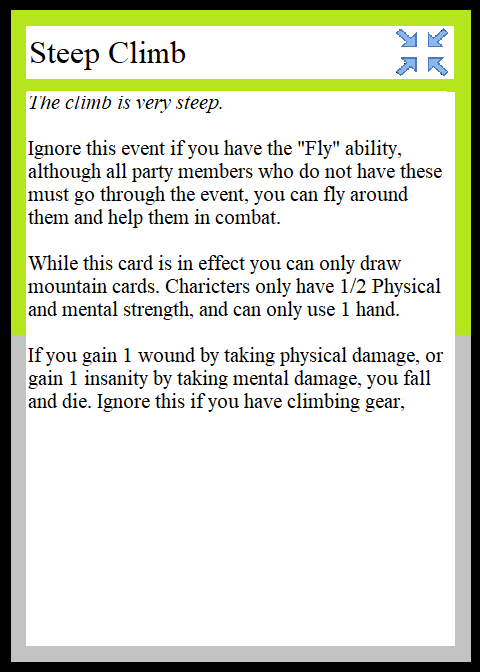 Steep Climb
The climb is very steep.
Ignore this event if you have the "Fly" ability,
although all party members who do not have these
must go through the event, you can fly around
them and help them in combat.
While this card is in effect you can only draw
mountain cards. Charicters only have 1/2 Physical
and mental strength, and can only use 1 hand.
If you gain 1 wound by taking physical damage, or
gain 1 insanity by taking mental damage, you fall
and die. Ignore this if you have climbing gear,